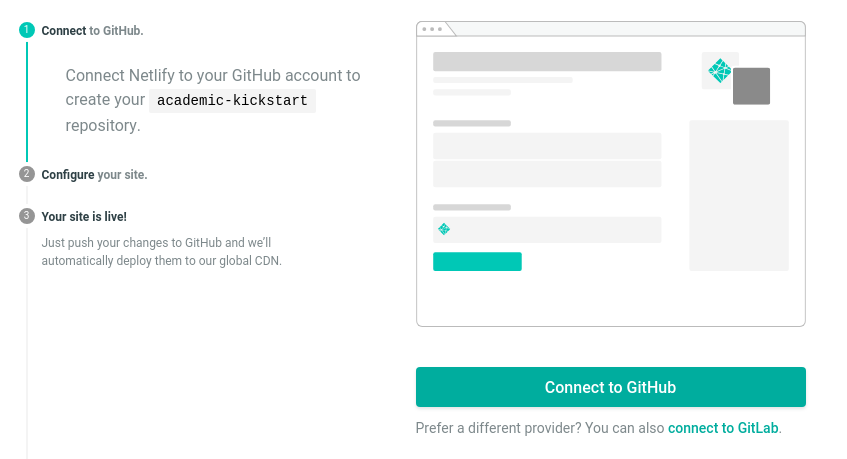 1 Connect to GitHub.
Connect Netlify to your GitHub account to
create your academic-kickstart
repository.
2 Configure your site.
3 Your site is live!
Just push your changes to GitHub and we'll
automatically deploy them to our global CDN.
Connect to GitHub
Prefer a different provider? You can also connect to GitLab.